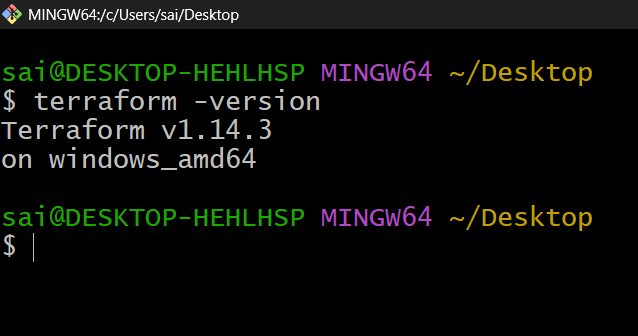 MINGW64:/c/Users/sai/Desktop
sai@DESKTOP-HEHLHSP MINGW64 ~/Desktop
$ terraform -version
Terraform v1.14.3
on windows_amd64
sai@DESKTOP-HEHLHSP MINGW64 ~/Desktop
$